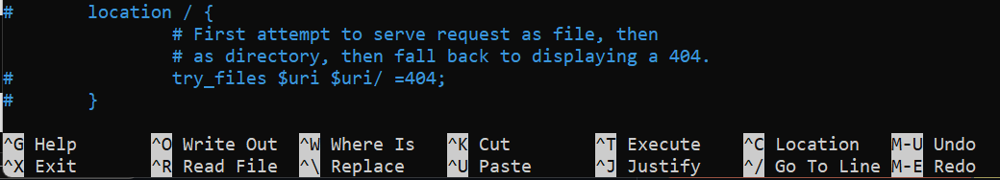 #       location / {
                # First attempt to serve request as file, then
                # as directory, then fall back to displaying a 404.
#               try_files $uri $uri/ =404;
#       }
^G Help ^O Write Out ^W Where Is ^K Cut ^T Execute ^C Location M-U Undo
^X Exit ^R Read File ^\ Replace ^U Paste ^J Justify ^/ Go To Line M-E Redo